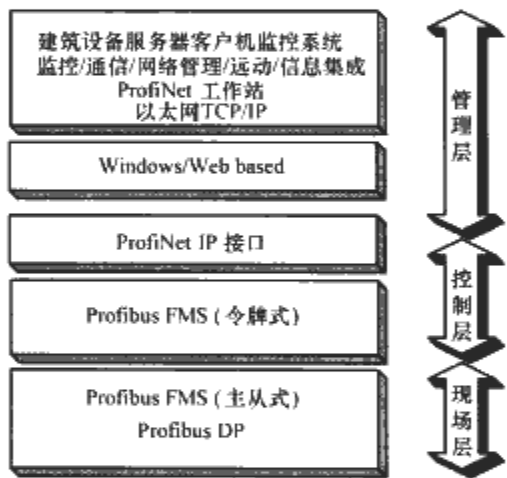 建筑设备服务器客户机监控系统
监控/通信/网络管理/远动/信息集成
ProfiNet 工作站
以太网TCP/IP
Windows/Web based
管理层
ProfiNet IP 接口
Profibus FMS (令牌式)
控制层
Profibus FMS (主从式)
Profibus DP
现场层